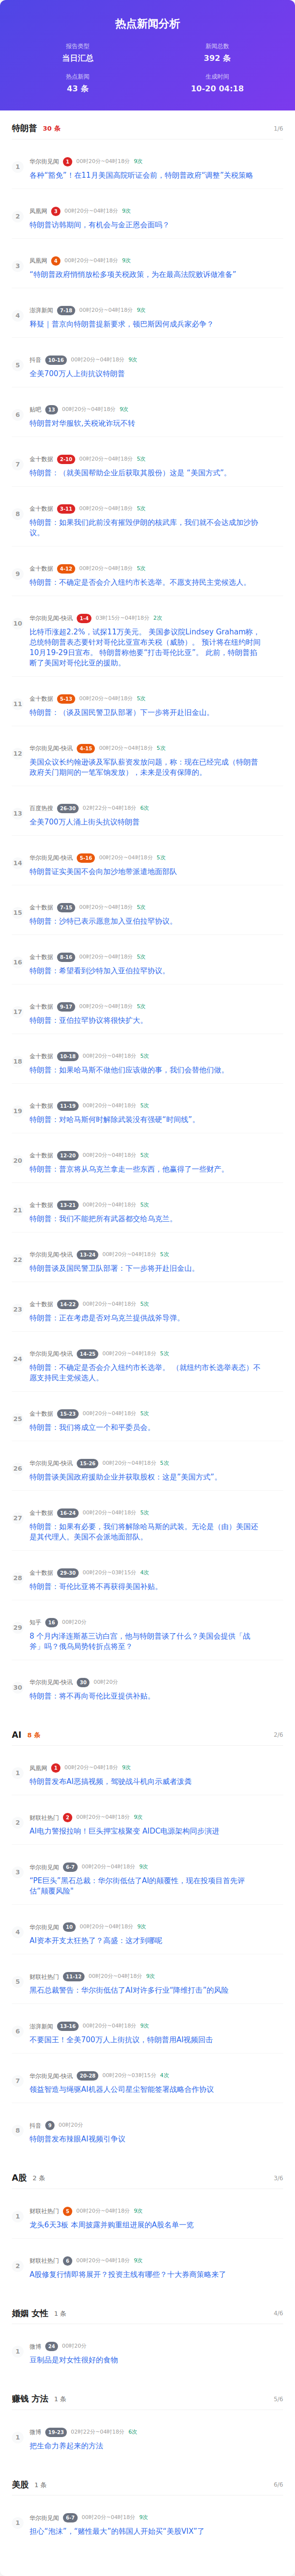 热点新闻分析
报告类型
新闻总数
当日汇总
392 条
热点新闻
生成时间
43 条
10-20 04:18
特朗普 30 条 1/6
1
华尔街见闻 1 00时20分~04时18分 9次
各种“豁免”！在11月美国高院听证会前，特朗普政府“调整”关税策略
2
凤凰网 3 00时20分~04时18分 9次
特朗普访韩期间，有机会与金正恩会面吗？
3
凤凰网 4 00时20分~04时18分 9次
“特朗普政府悄悄放松多项关税政策，为在最高法院败诉做准备”
4
澎湃新闻 7-18 00时20分~04时18分 9次
释疑丨普京向特朗普提新要求，顿巴斯因何成兵家必争？
5
抖音 10-16 00时20分~04时18分 9次
全美700万人上街抗议特朗普
6
贴吧 13 00时20分~04时18分 9次
特朗普对华服软,关税讹诈玩不转
7
金十数据 2-10 00时20分~04时18分 5次
特朗普：（就美国帮助企业后获取其股份）这是 “美国方式”。
8
金十数据 3-11 00时20分~04时18分 5次
特朗普：如果我们此前没有摧毁伊朗的核武库，我们就不会达成加沙协
议。
9
金十数据 4-12 00时20分~04时18分 5次
特朗普：不确定是否会介入纽约市长选举。不愿支持民主党候选人。
10
华尔街见闻-快讯 1-4 03时15分~04时18分 2次
比特币涨超2.2%，试探11万美元。 美国参议院Lindsey Graham称，
总统特朗普表态要针对哥伦比亚宣布关税（威胁）。 预计将在纽约时间
10月19-29日宣布。 特朗普称他要“打击哥伦比亚”。 此前，特朗普掐
断了美国对哥伦比亚的援助。
11
金十数据 5-13 00时20分~04时18分 5次
特朗普：（谈及国民警卫队部署）下一步将开赴旧金山。
12
华尔街见闻-快讯 4-15 00时20分~04时18分 5次
美国众议长约翰逊谈及军队薪资发放问题，称：现在已经完成（特朗普
政府关门期间的一笔军饷发放），未来是没有保障的。
13
百度热搜 26-30 02时22分~04时18分 6次
全美700万人涌上街头抗议特朗普
14
华尔街见闻-快讯 5-16 00时20分~04时18分 5次
特朗普证实美国不会向加沙地带派遣地面部队
15
金十数据 7-15 00时20分~04时18分 5次
特朗普：沙特已表示愿意加入亚伯拉罕协议。
16
金十数据 8-16 00时20分~04时18分 5次
特朗普：希望看到沙特加入亚伯拉罕协议。
17
金十数据 9-17 00时20分~04时18分 5次
特朗普：亚伯拉罕协议将很快扩大。
18
金十数据 10-18 00时20分~04时18分 5次
特朗普：如果哈马斯不做他们应该做的事，我们会替他们做。
19
金十数据 11-19 00时20分~04时18分 5次
特朗普：对哈马斯何时解除武装没有强硬“时间线”。
20
金十数据 12-20 00时20分~04时18分 5次
特朗普：普京将从乌克兰拿走一些东西，他赢得了一些财产。
21
金十数据 13-21 00时20分~04时18分 5次
特朗普：我们不能把所有武器都交给乌克兰。
22
华尔街见闻-快讯 13-24 00时20分~04时18分 5次
特朗普谈及国民警卫队部署：下一步将开赴旧金山。
23
金十数据 14-22 00时20分~04时18分 5次
特朗普：正在考虑是否对乌克兰提供战斧导弹。
24
华尔街见闻-快讯 14-25 00时20分~04时18分 5次
特朗普：不确定是否会介入纽约市长选举。 （就纽约市长选举表态）不
愿支持民主党候选人。
25
金十数据 15-23 00时20分~04时18分 5次
特朗普：我们将成立一个和平委员会。
26
华尔街见闻-快讯 15-26 00时20分~04时18分 5次
特朗普谈美国政府援助企业并获取股权：这是”美国方式”。
27
金十数据 16-24 00时20分~04时18分 5次
特朗普：如果有必要，我们将解除哈马斯的武装。无论是（由）美国还
是其代理人。美国不会派地面部队。
28
金十数据 29-30 00时20分~03时15分 4次
特朗普：哥伦比亚将不再获得美国补贴。
29
知乎 16 00时20分
8 个月内泽连斯基三访白宫，他与特朗普谈了什么？美国会提供「战
斧」吗？俄乌局势转折点将至？
30
华尔街见闻-快讯 30 00时20分
特朗普：将不再向哥伦比亚提供补贴。
AI 8 条 2/6
1
凤凰网 1 00时20分~04时18分 9次
特朗普发布AI恶搞视频，驾驶战斗机向示威者泼粪
2
财联社热门 2 00时20分~04时18分 9次
AI电力警报拉响！巨头押宝核聚变 AIDC电源架构同步演进
3
华尔街见闻 6-7 00时20分~04时18分 9次
“PE巨头”黑石总裁：华尔街低估了AI的颠覆性，现在投项目首先评
估“颠覆风险”
4
华尔街见闻 10 00时20分~04时18分 9次
AI资本开支太狂热了？高盛：这才到哪呢
5
财联社热门 11-12 00时20分~04时18分 9次
黑石总裁警告：华尔街低估了AI对许多行业“降维打击”的风险
6
澎湃新闻 13-16 00时20分~04时18分 9次
不要国王！全美700万人上街抗议，特朗普用AI视频回击
7
华尔街见闻-快讯 20-28 00时20分~03时15分 4次
领益智造与绳驱AI机器人公司星尘智能签署战略合作协议
8
抖音 9 00时20分
特朗普发布辣眼AI视频引争议
A股 2 条 3/6
1
财联社热门 5 00时20分~04时18分 9次
龙头6天3板 本周披露并购重组进展的A股名单一览
2
财联社热门 6 00时20分~04时18分 9次
A股修复行情即将展开？投资主线有哪些？十大券商策略来了
婚姻 女性 1 条 4/6
1
微博 24 00时20分
豆制品是对女性很好的食物
赚钱 方法 1 条 5/6
1
微博 19-23 02时22分~04时18分 6次
把生命力养起来的方法
美股 1 条 6/6
1
华尔街见闻 6-7 00时20分~04时18分 9次
担心“泡沫”，“赌性最大”的韩国人开始买“美股VIX”了